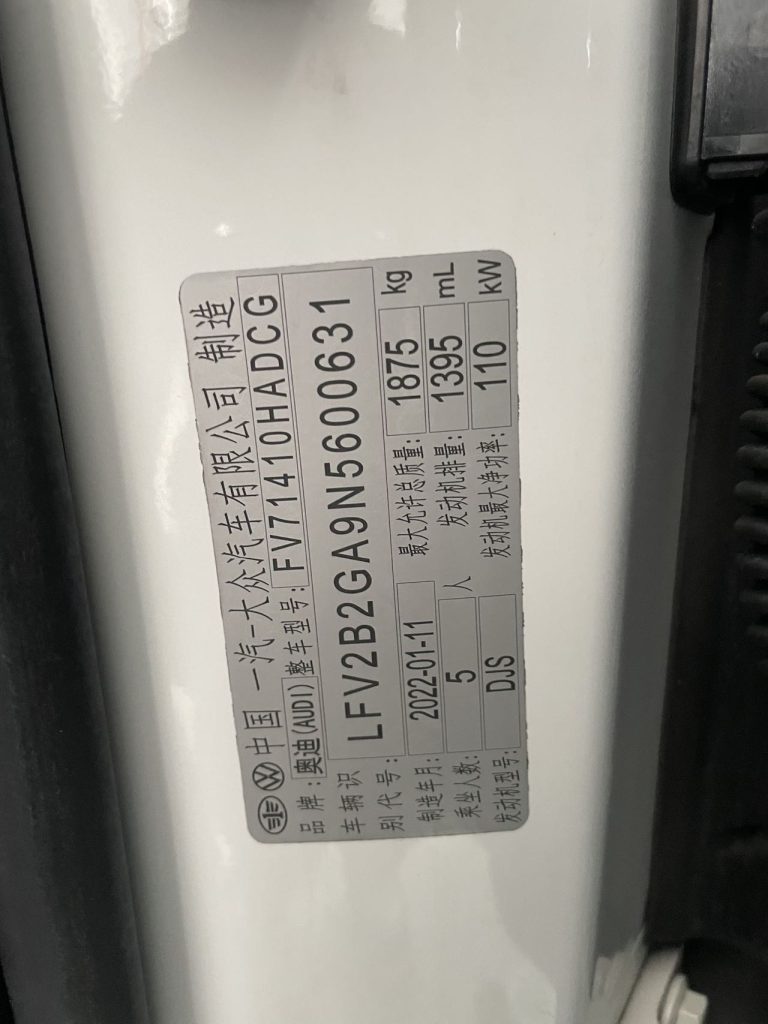 中国 一汽-大众汽车有限公司 制造
品牌:奥迪(AUDI) 整车型号:FV71410HADCG
车辆识别代号:LFV2B2GA9N5600631
制造年月:2022-01-11 最大允许总质量:1875 kg
乘坐人数:5 人 发动机排量:1395 mL
发动机型号:DJS 发动机最大净功率:110 kW